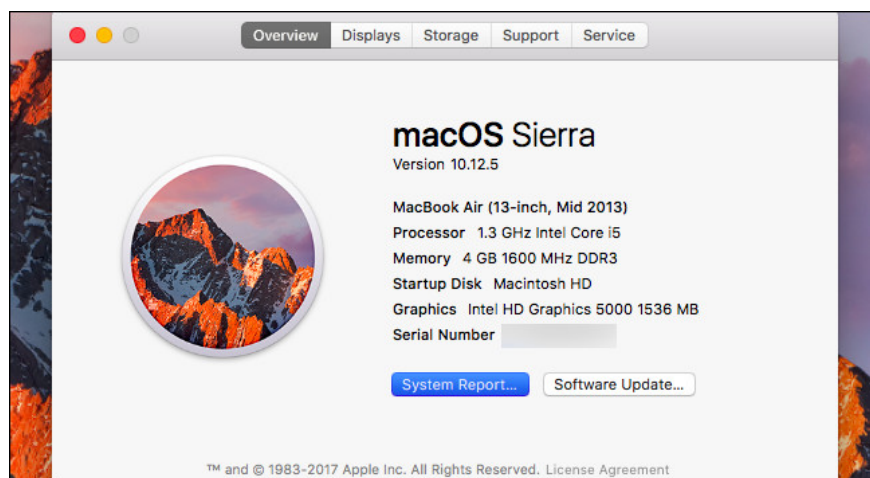 Overview Displays Storage Support Service
macOS Sierra
Version 10.12.5
MacBook Air (13-inch, Mid 2013)
Processor 1.3 GHz Intel Core i5
Memory 4 GB 1600 MHz DDR3
Startup Disk Macintosh HD
Graphics Intel HD Graphics 5000 1536 MB
Serial Number
System Report... Software Update...
™ and © 1983-2017 Apple Inc. All Rights Reserved. License Agreement